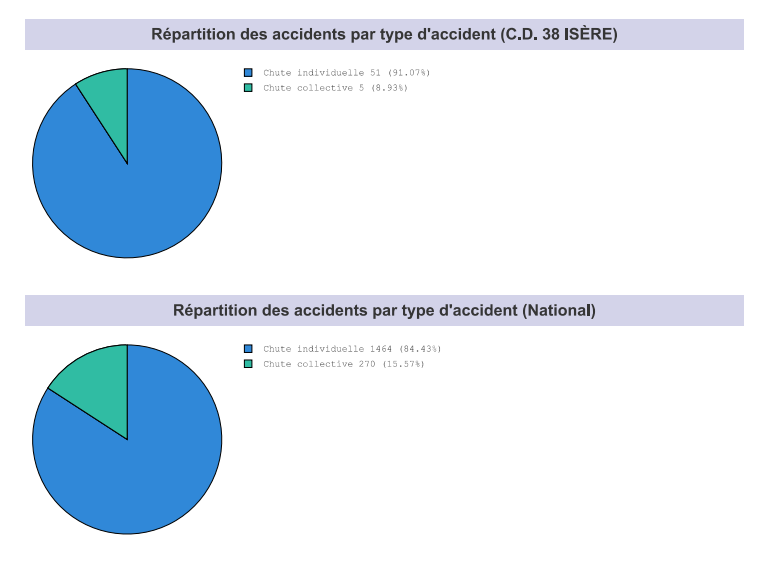 Répartition des accidents par type d'accident (C.D. 38 ISÈRE)
Chute individuelle 51 (91.07%)
Chute collective 5 (8.93%)
Répartition des accidents par type d'accident (National)
Chute individuelle 1464 (84.43%)
Chute collective 270 (15.57%)